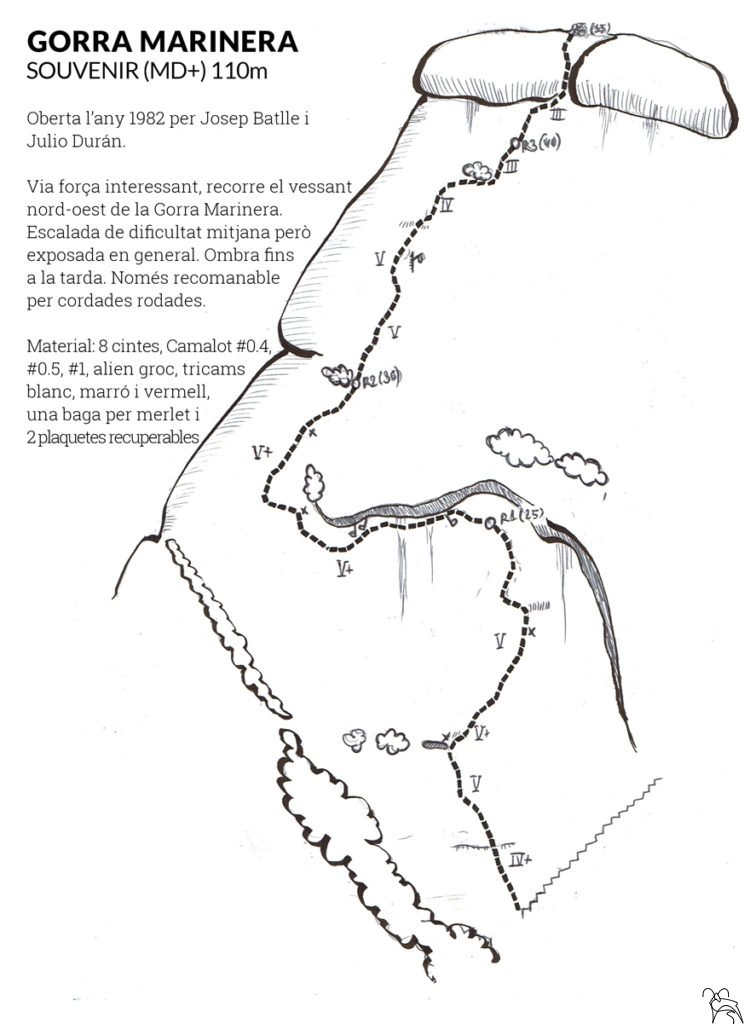 GORRA MARINERA
SOUVENIR (MD+) 110m
Oberta l'any 1982 per Josep Batlle i
Julio Durán.
Via força interessant, recorre el vessant
nord-oest de la Gorra Marinera.
Escalada de dificultat mitjana però
exposada en general. Ombra fins
a la tarda. Només recomanable
per cordades rodades.
Material: 8 cintes, Camalot #0.4,
#0.5, #1, alien groc, tricams
blanc, marró i vermell,
una baga per merlet i
2 plaquetes recuperables
III
R3(40)
III
IV
V
V
R2(30)
V+
R1(25)
V+
V
V+
V
IV+